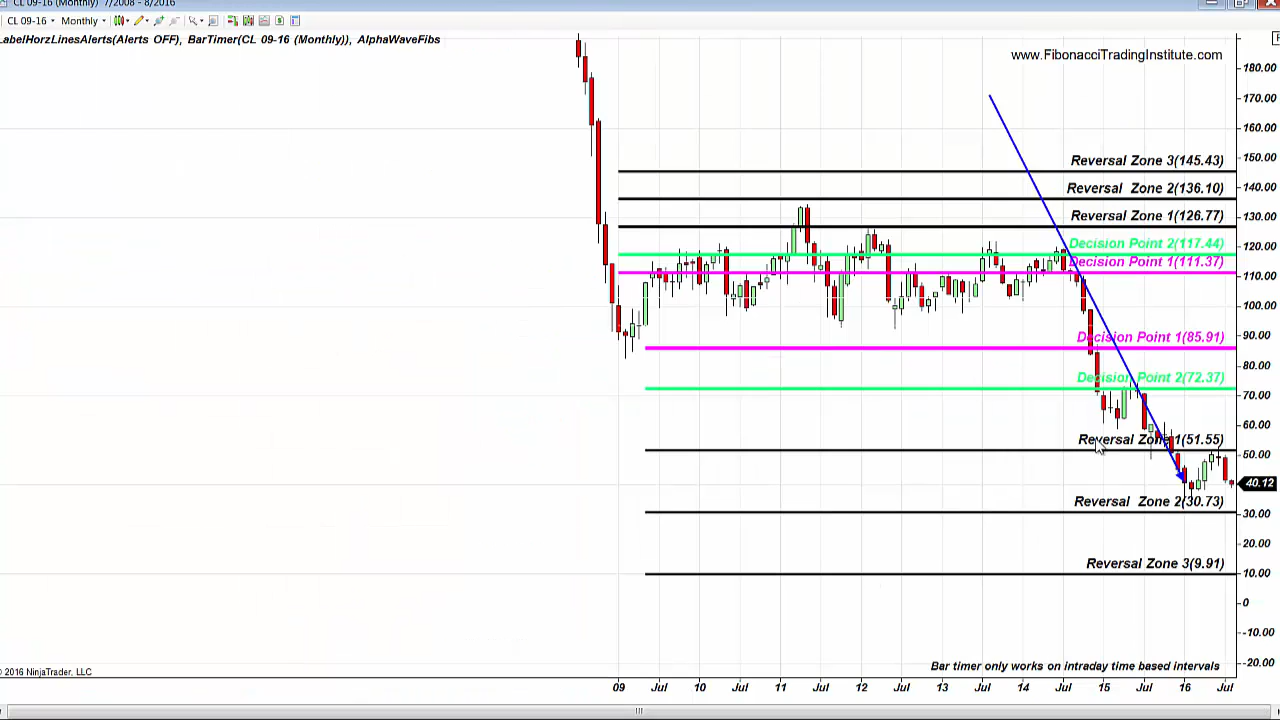 CL 09-16 (Monthly) 7/2008 - 8/2016
CL 09-16 Monthly
LabelHorzLinesAlerts(Alerts OFF), BarTimer(CL 09-16 (Monthly)), AlphaWaveFibs
www.FibonacciTradingInstitute.com
180.00
170.00
160.00
150.00
140.00
130.00
120.00
110.00
100.00
90.00
80.00
70.00
60.00
50.00
40.12
30.00
20.00
10.00
0
-10.00
-20.00
Reversal Zone 3(145.43)
Reversal Zone 2(136.10)
Reversal Zone 1(126.77)
Decision Point 2(117.44)
Decision Point 1(111.37)
Decision Point 1(85.91)
Decision Point 2(72.37)
Reversal Zone 1(51.55)
Reversal Zone 2(30.73)
Reversal Zone 3(9.91)
Bar timer only works on intraday time based intervals
© 2016 NinjaTrader, LLC
09 Jul 10 Jul 11 Jul 12 Jul 13 Jul 14 Jul 15 Jul 16 Jul